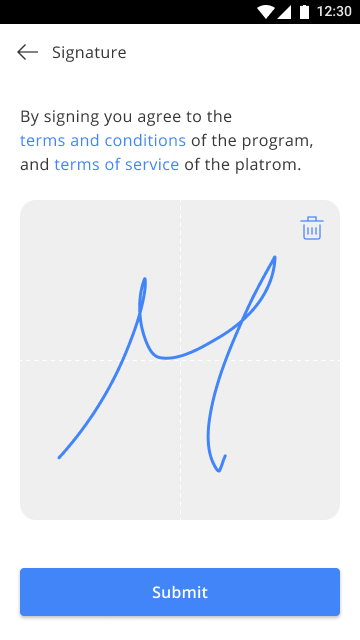 12:30
Signature
By signing you agree to the
terms and conditions of the program,
and terms of service of the platrom.
Submit